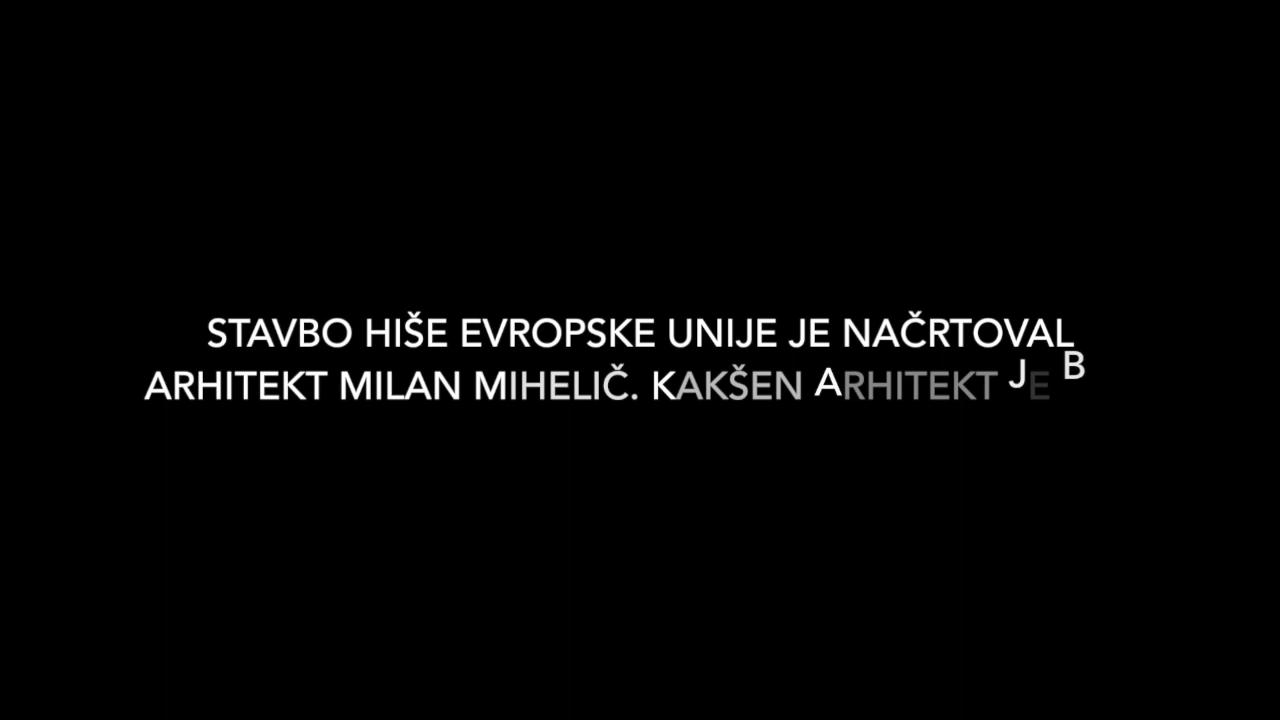 STAVBO HIŠE EVROPSKE UNIJE JE NAČRTOVAL
ARHITEKT MILAN MIHELIČ. KAKŠEN ARHITEKT JE B